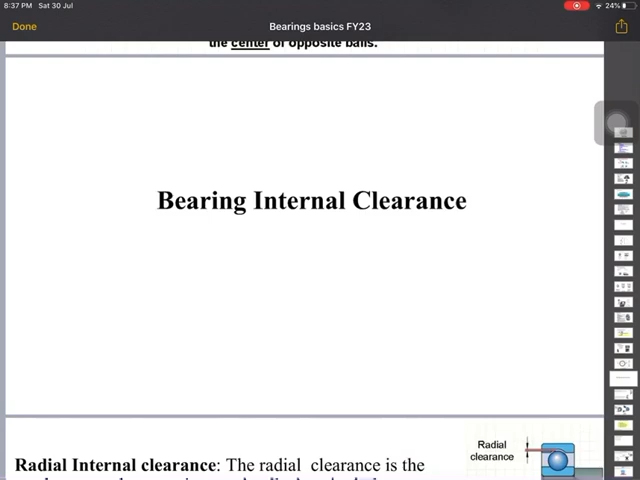 8:37 PM Sat 30 Jul
24%
Done
Bearings basics FY23
the center of opposite balls.
Bearing Internal Clearance
Radial
clearance
Radial Internal clearance: The radial clearance is the